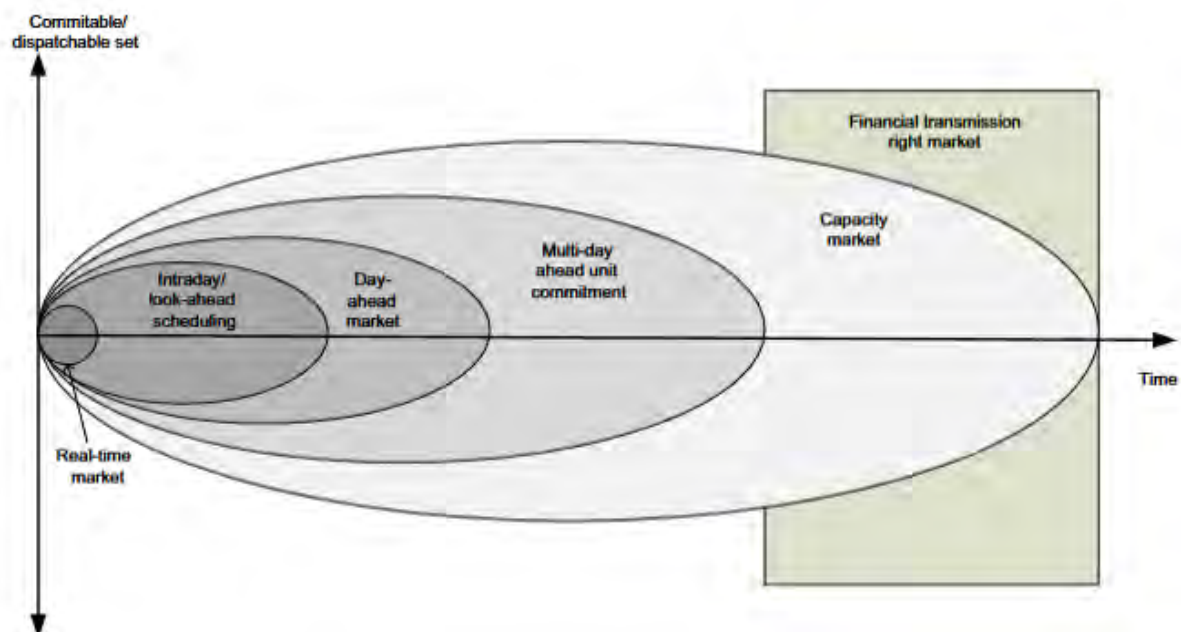 Commitable/
dispatchable set
Financial transmission
right market
Capacity
market
Multi-day
ahead unit
commitment
Day-
ahead
market
Intraday/
look-ahead
scheduling
Time
Real-time
market